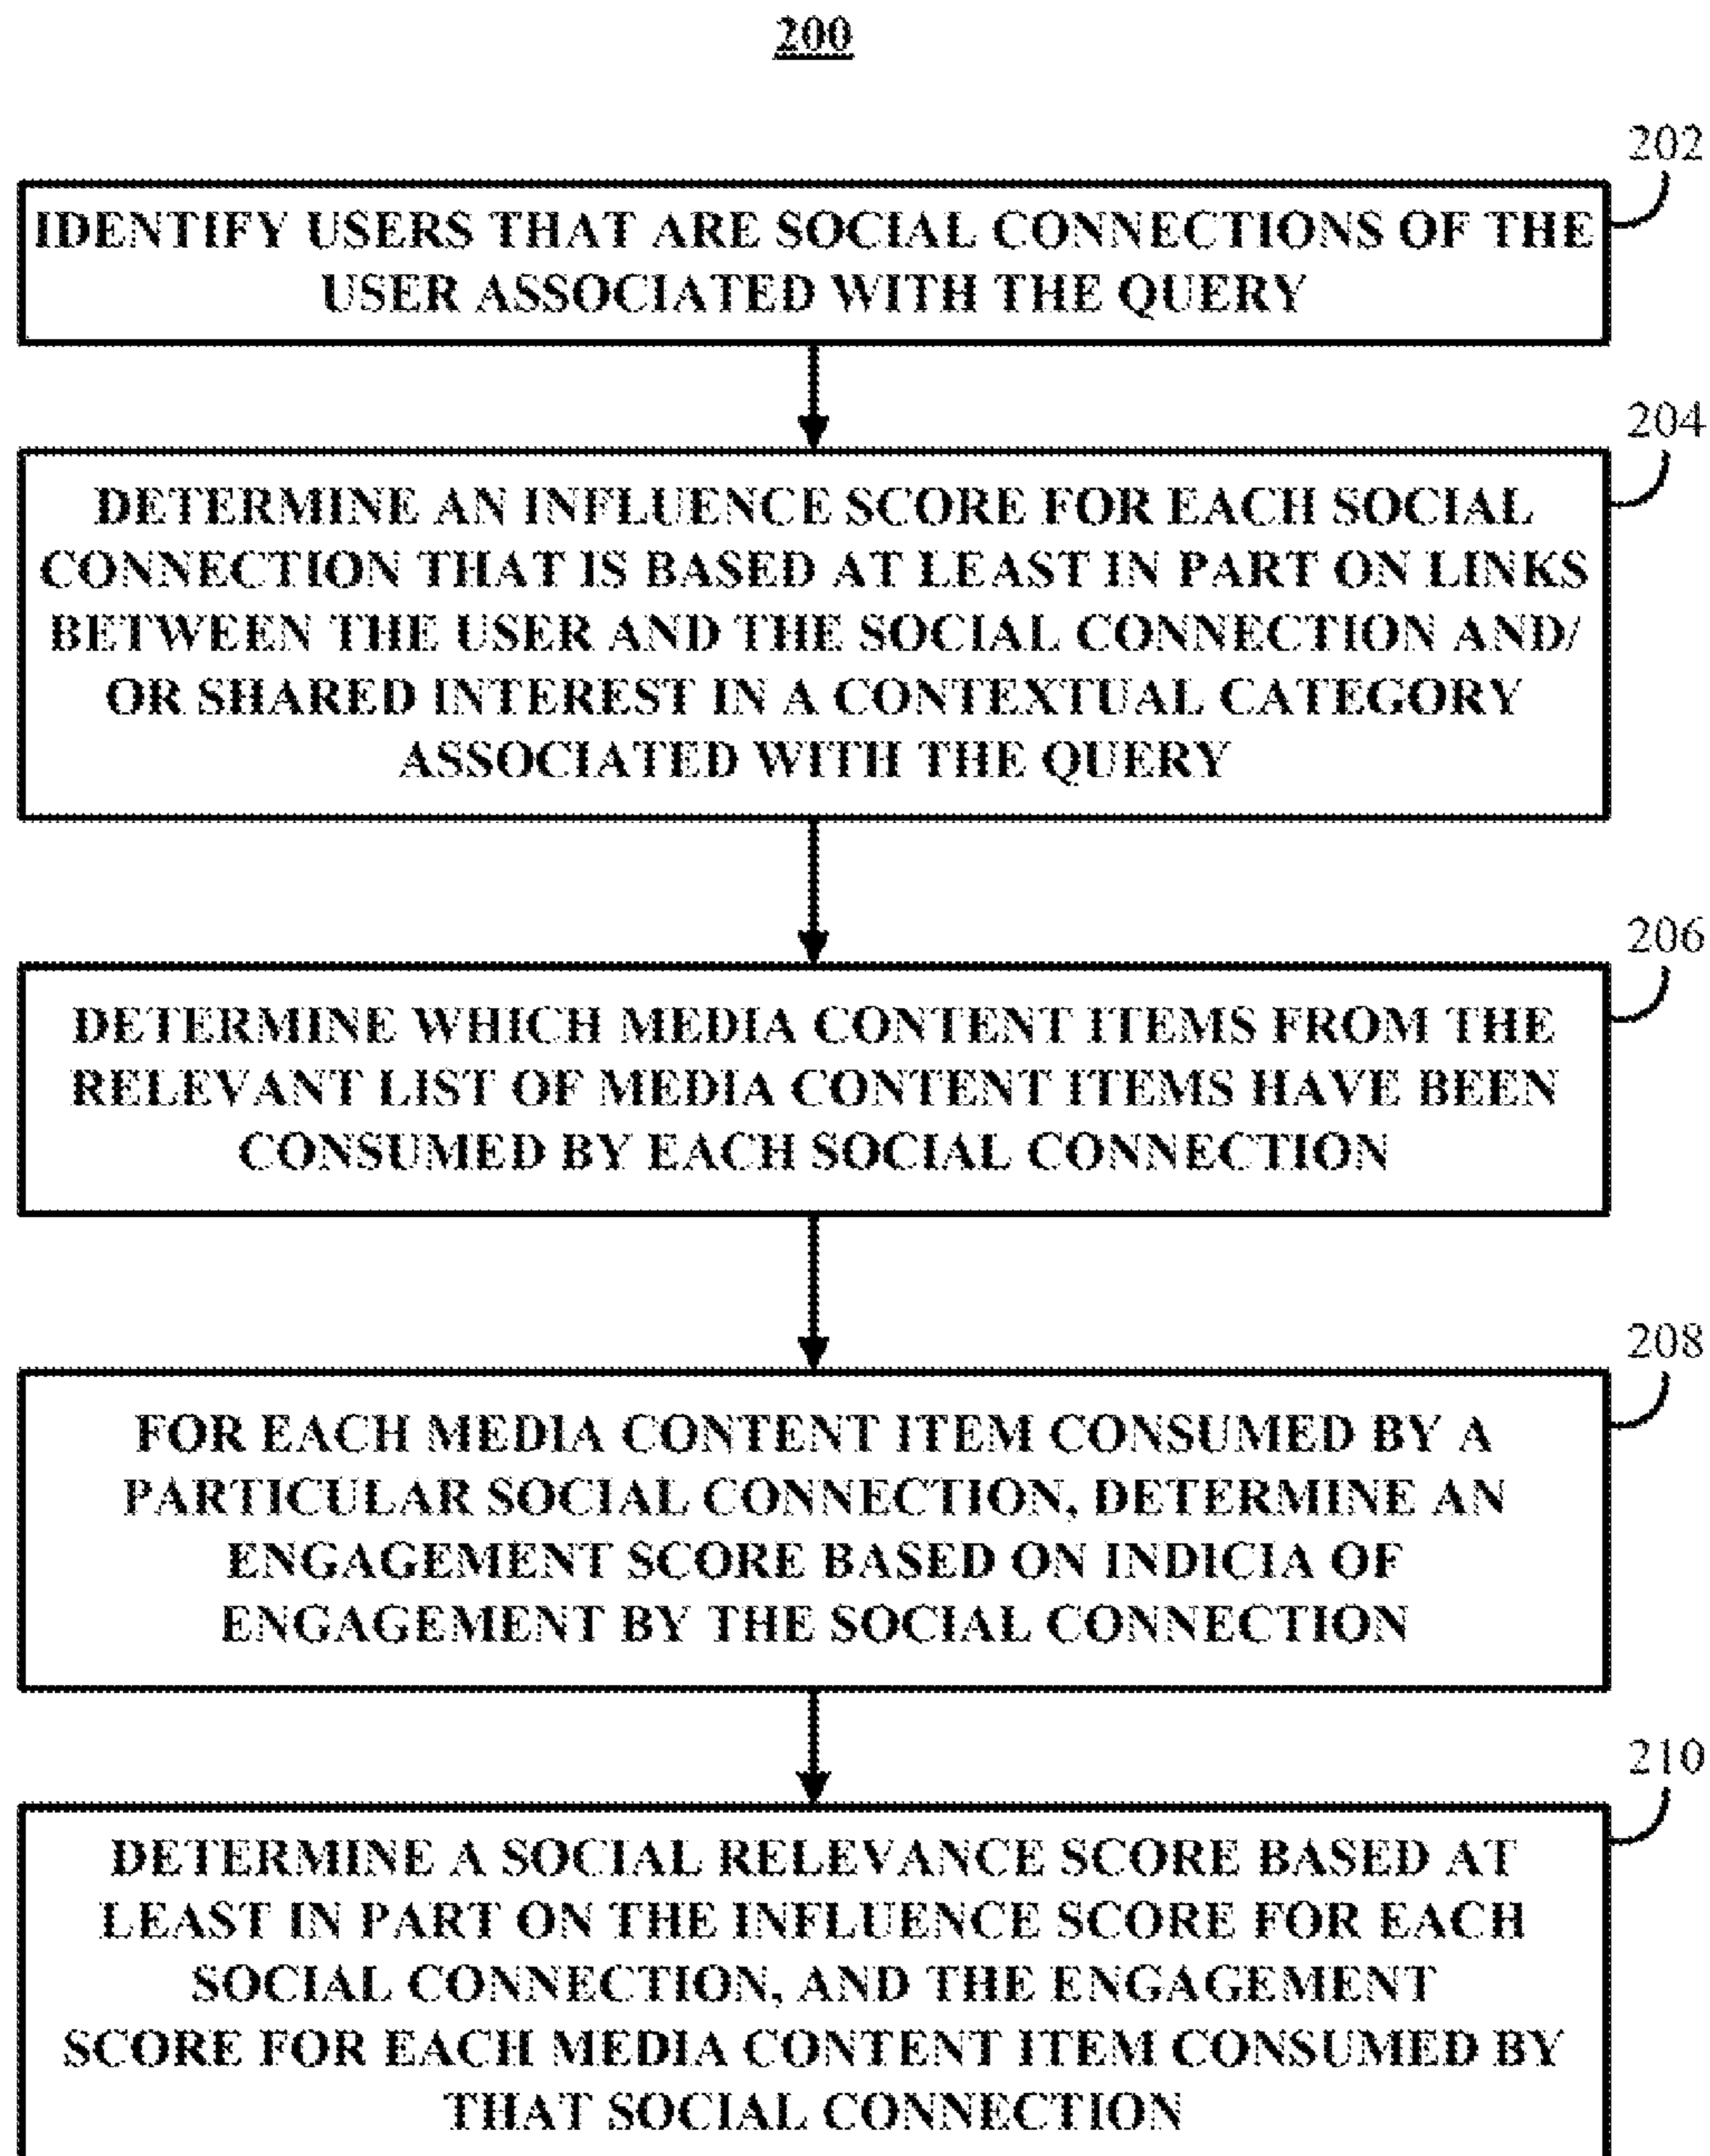 200
202
IDENTIFY USERS THAT ARE SOCIAL CONNECTIONS OF THE
USER ASSOCIATED WITH THE QUERY
204
DETERMINE AN INFLUENCE SCORE FOR EACH SOCIAL
CONNECTION THAT IS BASED AT LEAST IN PART ON LINKS
BETWEEN THE USER AND THE SOCIAL CONNECTION AND/
OR SHARED INTEREST IN A CONTEXTUAL CATEGORY
ASSOCIATED WITH THE QUERY
206
DETERMINE WHICH MEDIA CONTENT ITEMS FROM THE
RELEVANT LIST OF MEDIA CONTENT ITEMS HAVE BEEN
CONSUMED BY EACH SOCIAL CONNECTION
208
FOR EACH MEDIA CONTENT ITEM CONSUMED BY A
PARTICULAR SOCIAL CONNECTION, DETERMINE AN
ENGAGEMENT SCORE BASED ON INDICIA OF
ENGAGEMENT BY THE SOCIAL CONNECTION
210
DETERMINE A SOCIAL RELEVANCE SCORE BASED AT
LEAST IN PART ON THE INFLUENCE SCORE FOR EACH
SOCIAL CONNECTION, AND THE ENGAGEMENT
SCORE FOR EACH MEDIA CONTENT ITEM CONSUMED BY
THAT SOCIAL CONNECTION